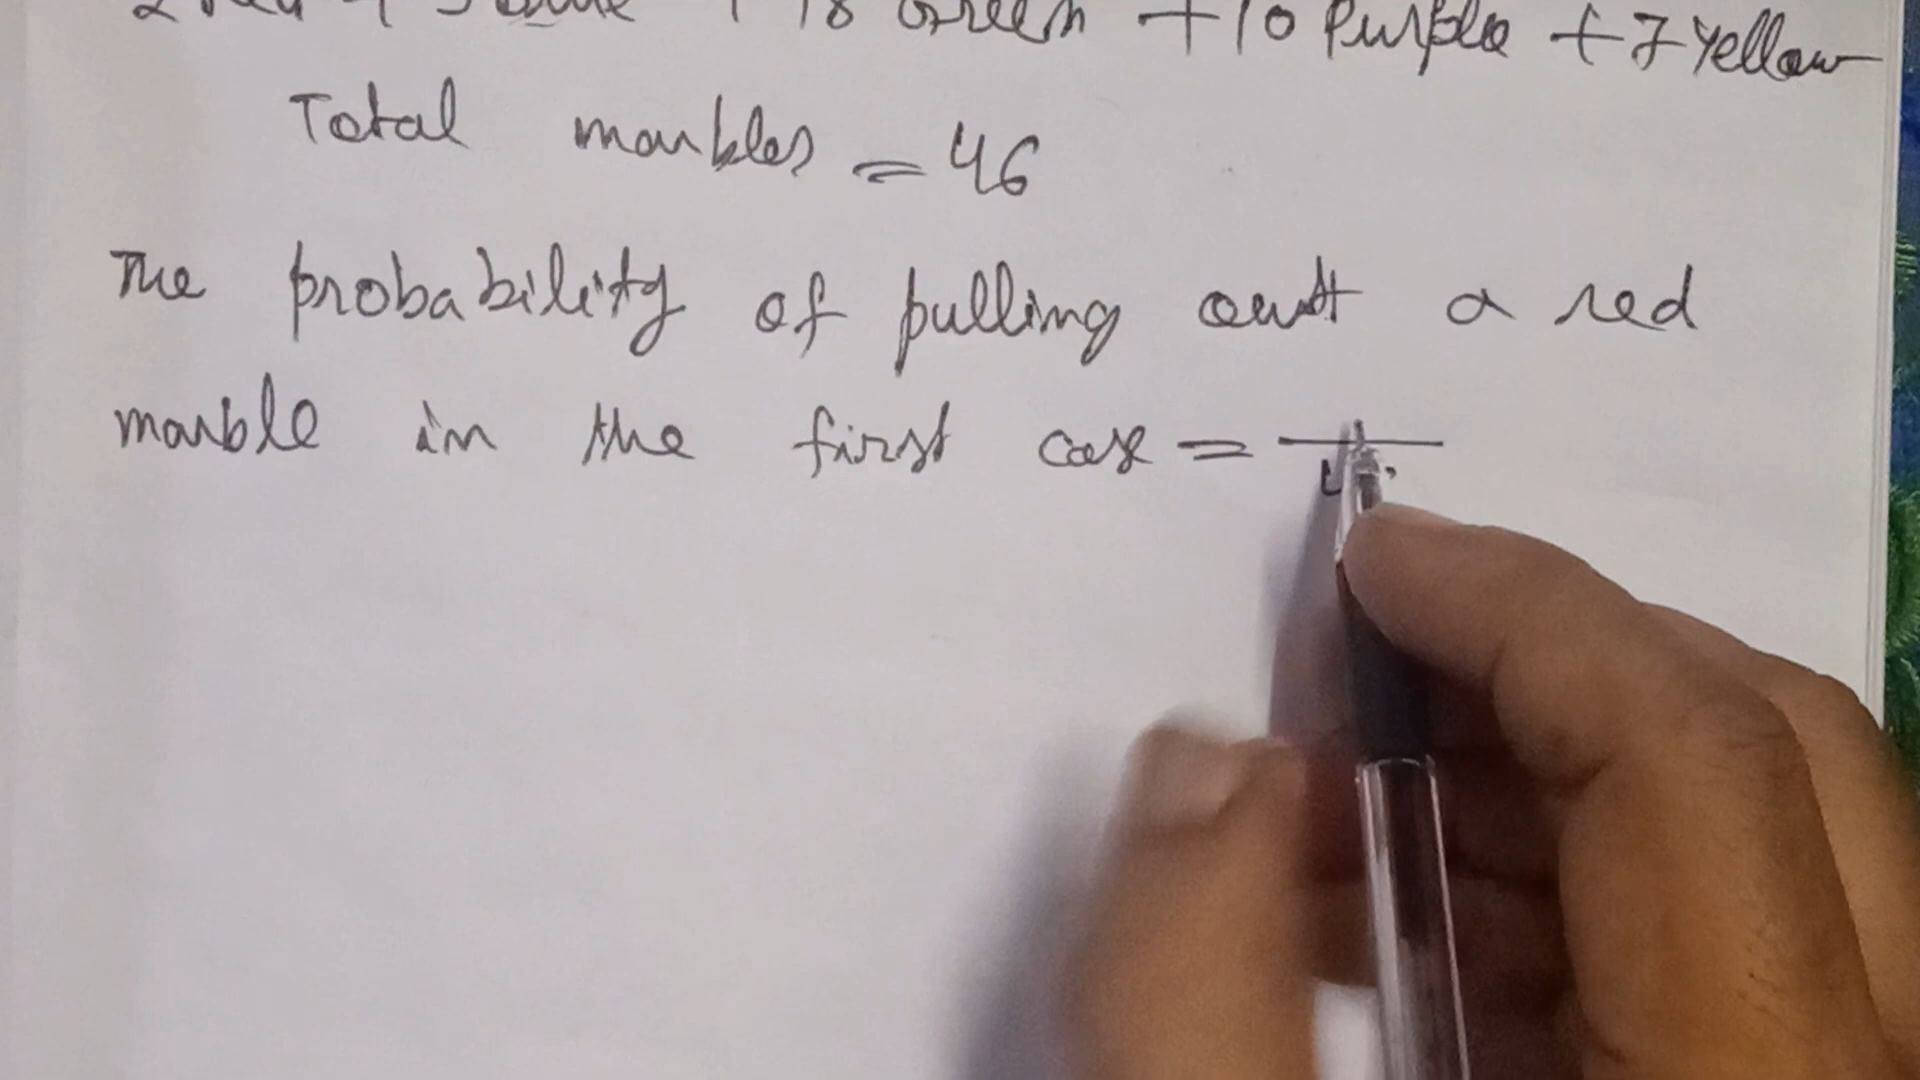 + 18 Green + 10 Purple + 7 Yellow
Total marbles = 46
The probability of pulling out a red
marble in the first case =